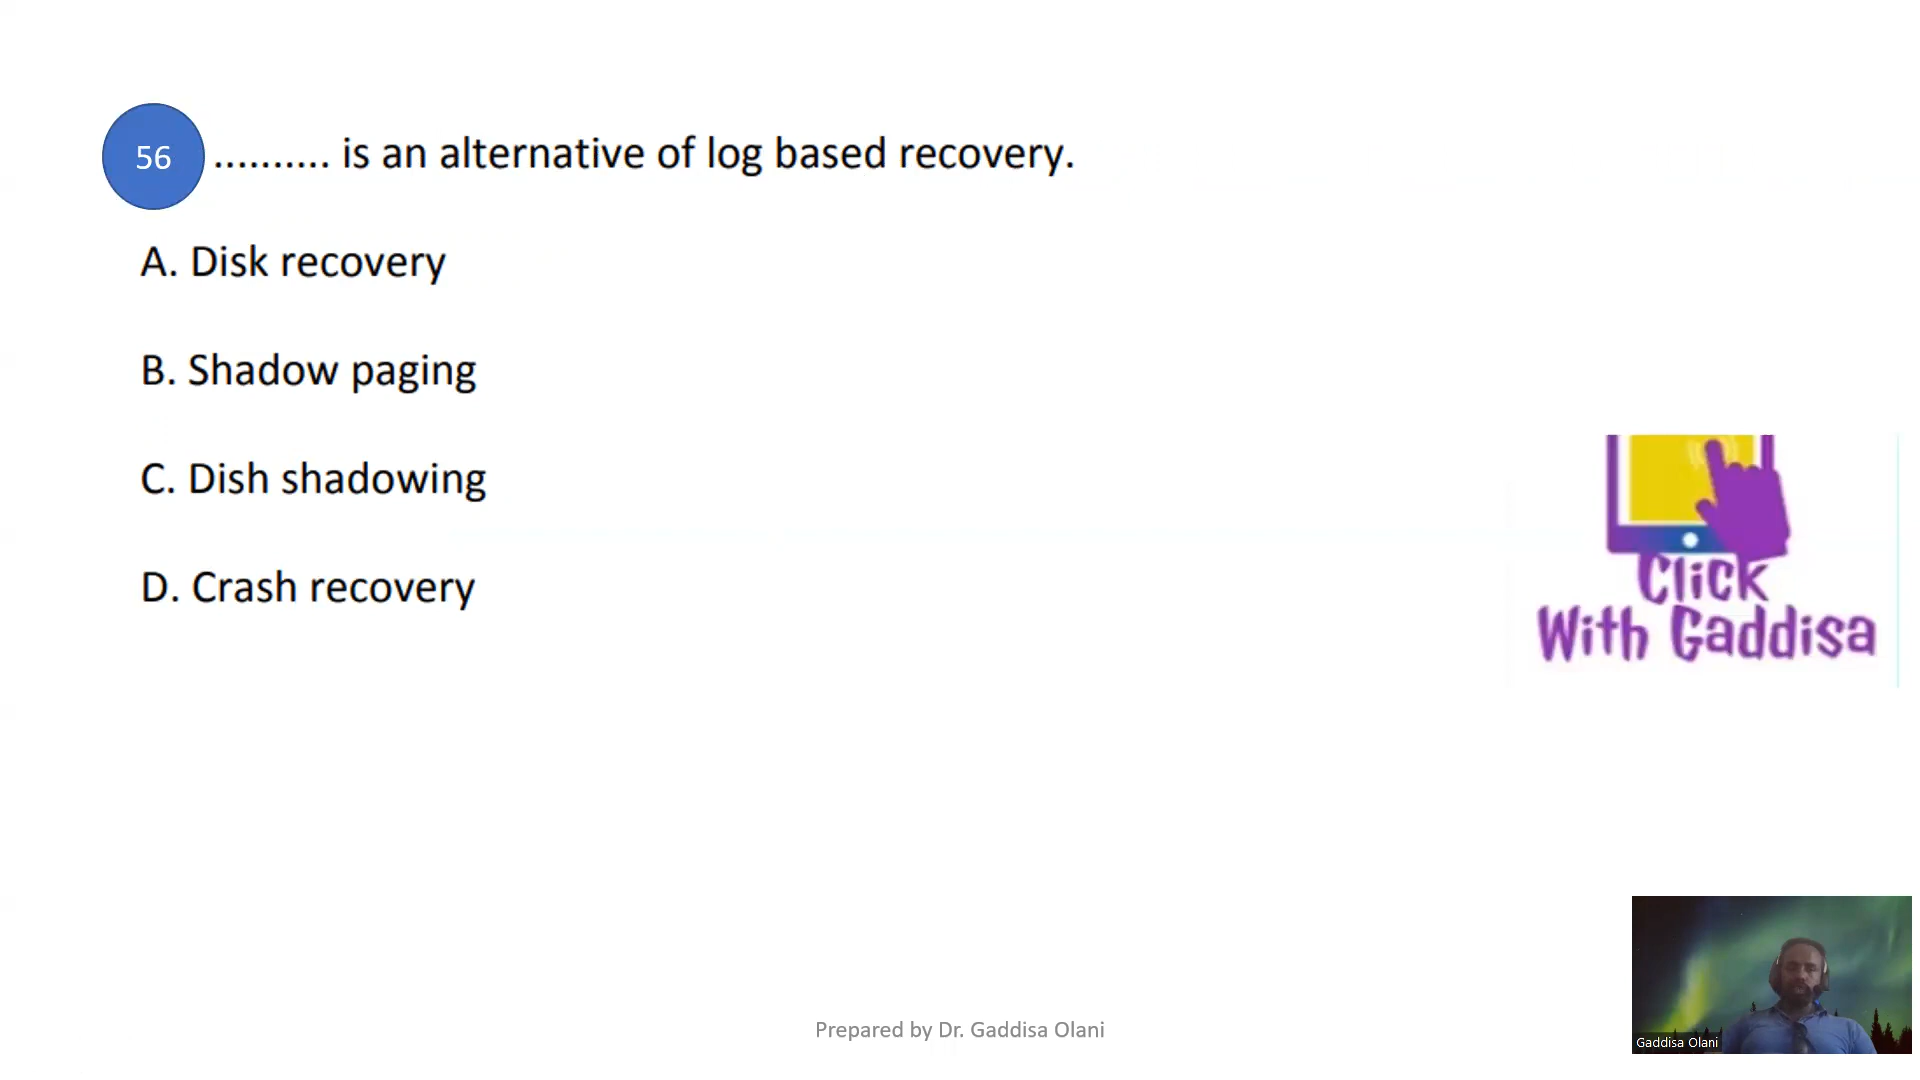 56 .......... is an alternative of log based recovery.
A. Disk recovery
B. Shadow paging
C. Dish shadowing
D. Crash recovery
Click
With Gaddisa
Prepared by Dr. Gaddisa Olani
Gaddisa Olani